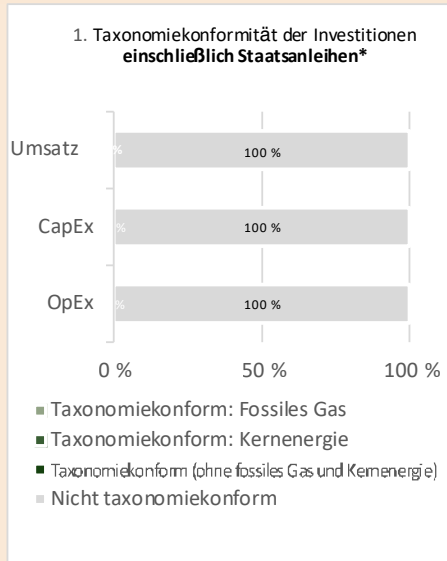 1. Taxonomiekonformität der Investitionen
einschließlich Staatsanleihen*
Umsatz % 100 %
CapEx % 100 %
OpEx % 100 %
0 % 50 % 100 %
Taxonomiekonform: Fossiles Gas
Taxonomiekonform: Kernenergie
Taxonomiekonform (ohne fossiles Gas und Kernenergie)
Nicht taxonomiekonform